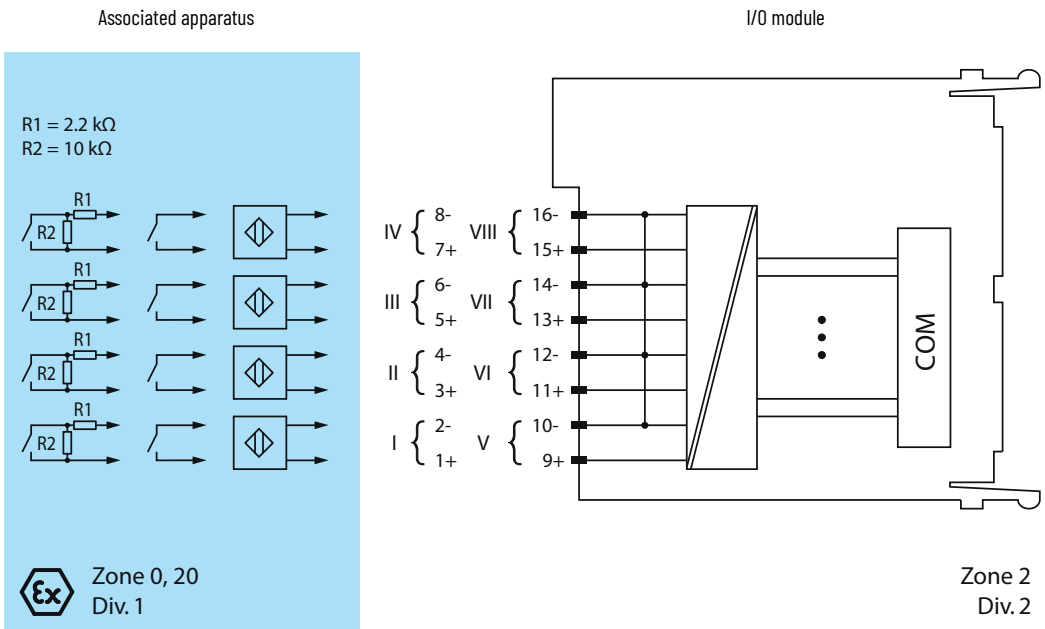 Associated apparatus
I/O module
R1 = 2.2 kΩ
R2 = 10 kΩ
R1
R2
R1
R2
R1
R2
R1
R2
IV { 8-
7+
III { 6-
5+
II { 4-
3+
I { 2-
1+
VIII { 16-
15+
VII { 14-
13+
VI { 12-
11+
V { 10-
9+
COM
Ex
Zone 0, 20
Div. 1
Zone 2
Div. 2